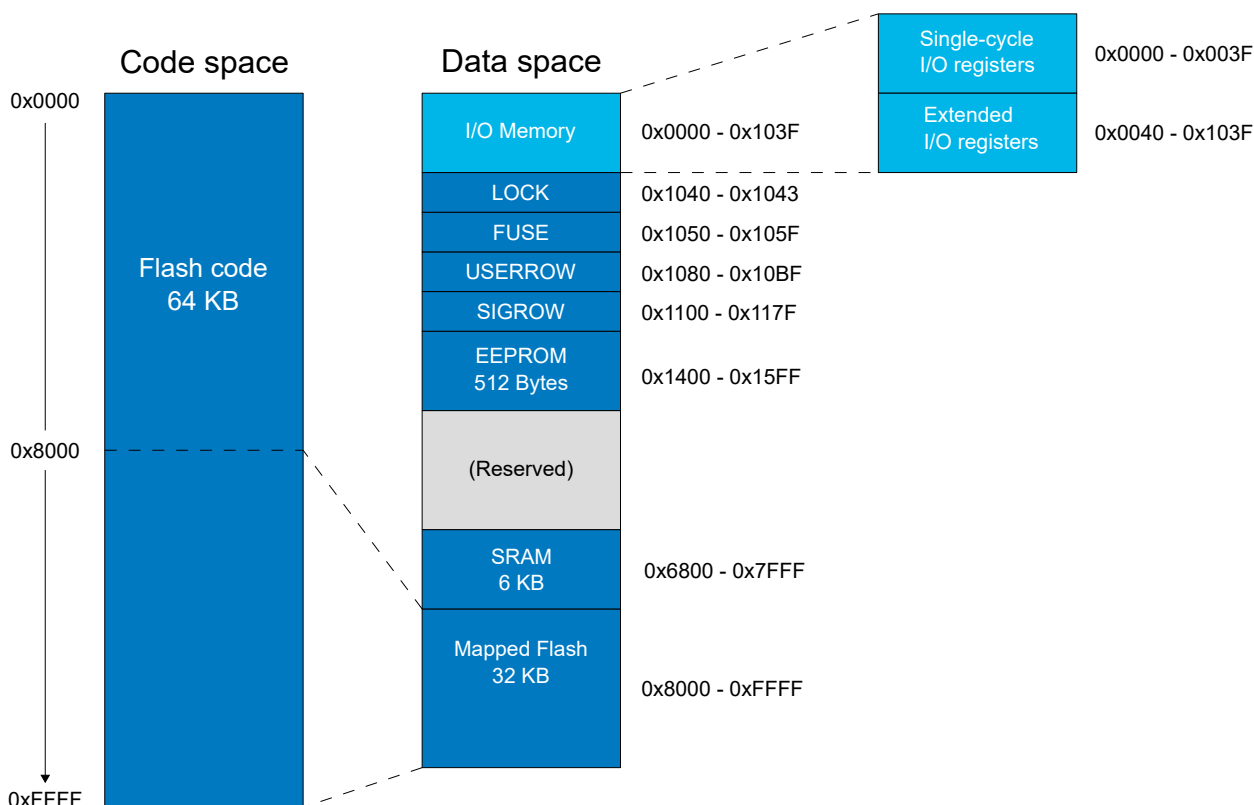 Code space
Data space
0x0000
0x8000
0xFFFF
Flash code
64 KB
I/O Memory
0x0000 - 0x103F
LOCK
0x1040 - 0x1043
FUSE
0x1050 - 0x105F
USERROW
0x1080 - 0x10BF
SIGROW
0x1100 - 0x117F
EEPROM
512 Bytes
0x1400 - 0x15FF
(Reserved)
SRAM
6 KB
0x6800 - 0x7FFF
Mapped Flash
32 KB
0x8000 - 0xFFFF
Single-cycle
I/O registers
0x0000 - 0x003F
Extended
I/O registers
0x0040 - 0x103F